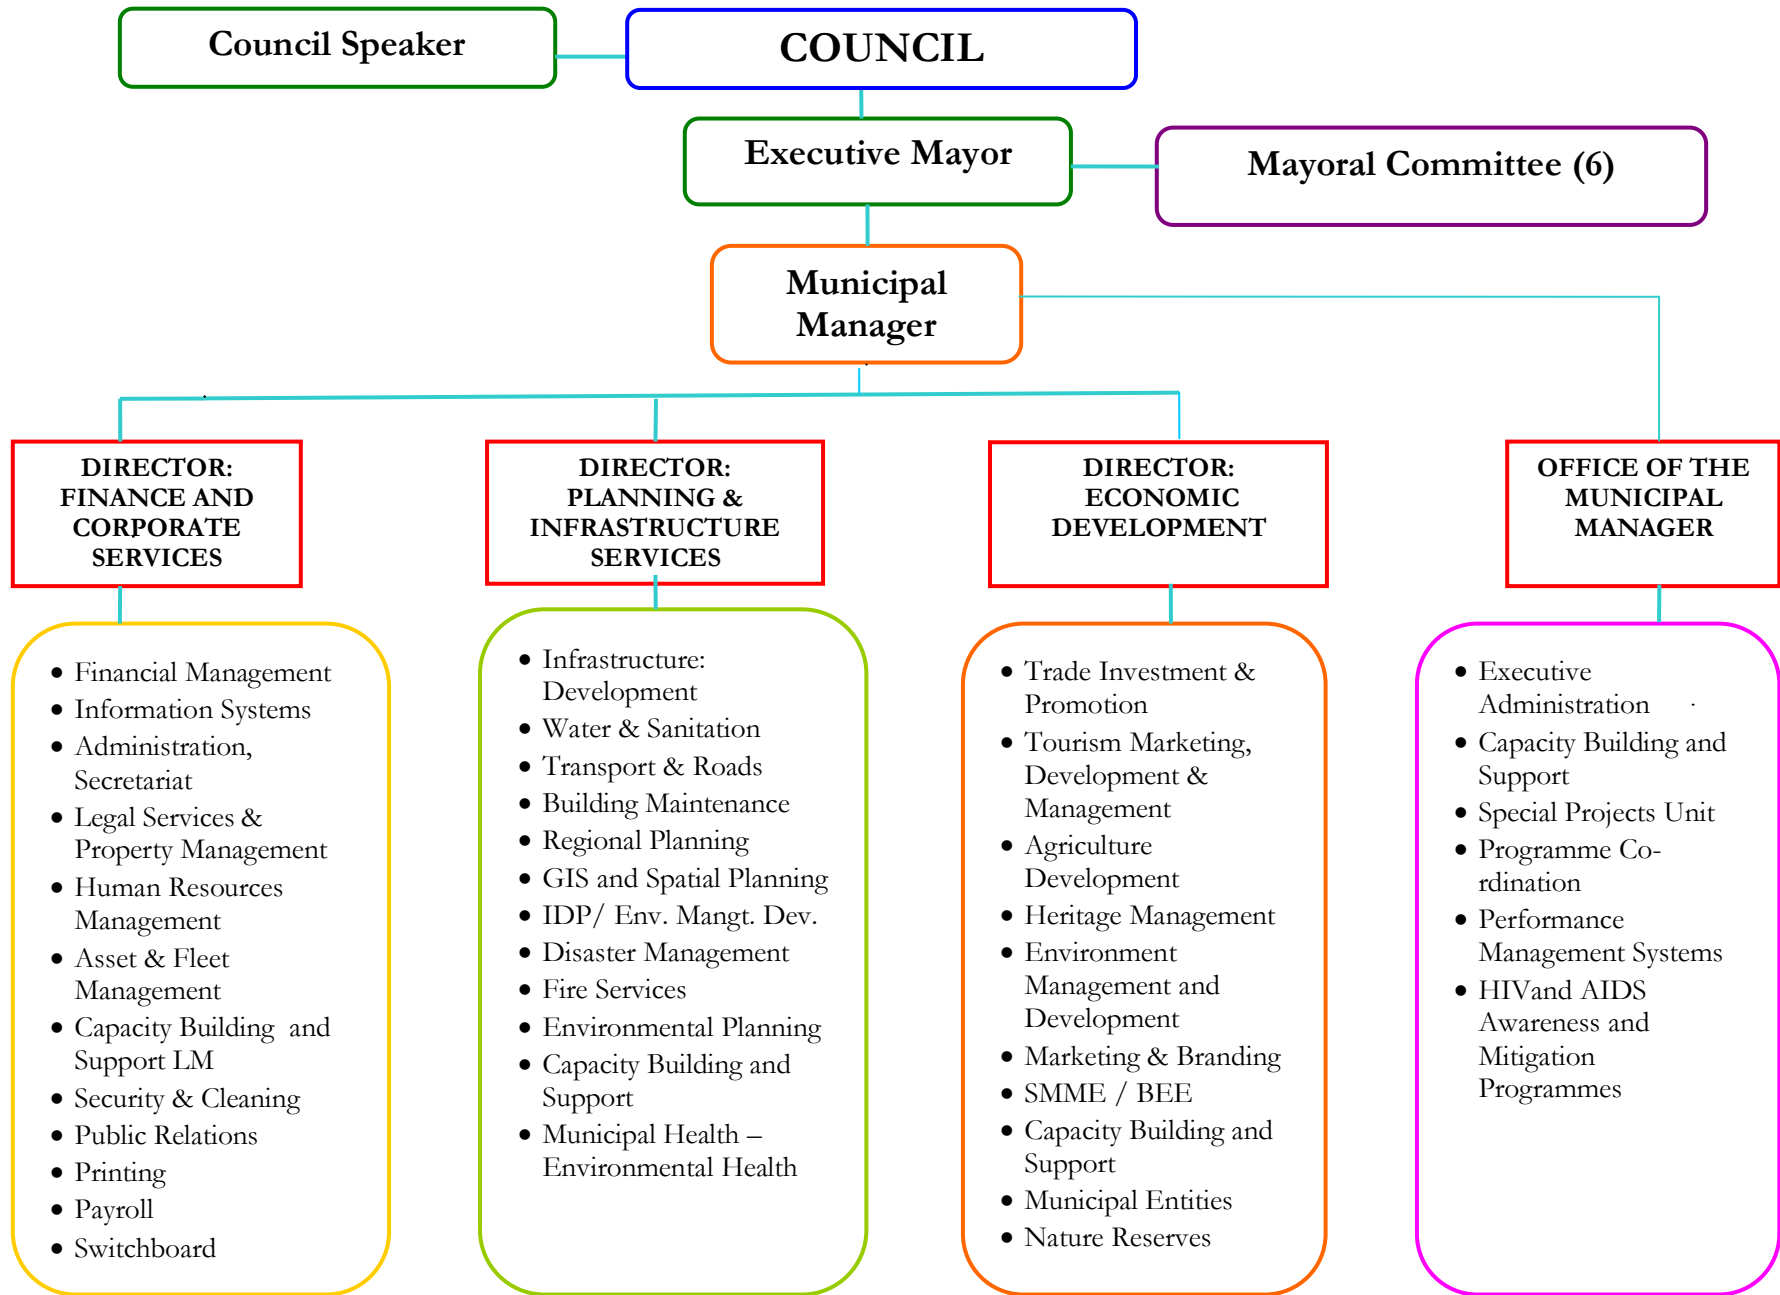 Council Speaker
COUNCIL
Executive Mayor
Mayoral Committee (6)
Municipal
Manager
DIRECTOR:
FINANCE AND
CORPORATE
SERVICES
DIRECTOR:
PLANNING &
INFRASTRUCTURE
SERVICES
DIRECTOR:
ECONOMIC
DEVELOPMENT
OFFICE OF THE
MUNICIPAL
MANAGER
• Financial Management
• Information Systems
• Administration,
Secretariat
• Legal Services &
Property Management
• Human Resources
Management
• Asset & Fleet
Management
• Capacity Building  and
Support LM
• Security & Cleaning
• Public Relations
• Printing
• Payroll
• Switchboard
• Infrastructure:
Development
• Water & Sanitation
• Transport & Roads
• Building Maintenance
• Regional Planning
• GIS and Spatial Planning
• IDP/ Env. Mangt. Dev.
• Disaster Management
• Fire Services
• Environmental Planning
• Capacity Building and
Support
• Municipal Health –
Environmental Health
• Trade Investment &
Promotion
• Tourism Marketing,
Development &
Management
• Agriculture
Development
• Heritage Management
• Environment
Management and
Development
• Marketing & Branding
• SMME / BEE
• Capacity Building and
Support
• Municipal Entities
• Nature Reserves
• Executive
Administration
• Capacity Building and
Support
• Special Projects Unit
• Programme Co-
rdination
• Performance
Management Systems
• HIVand AIDS
Awareness and
Mitigation
Programmes